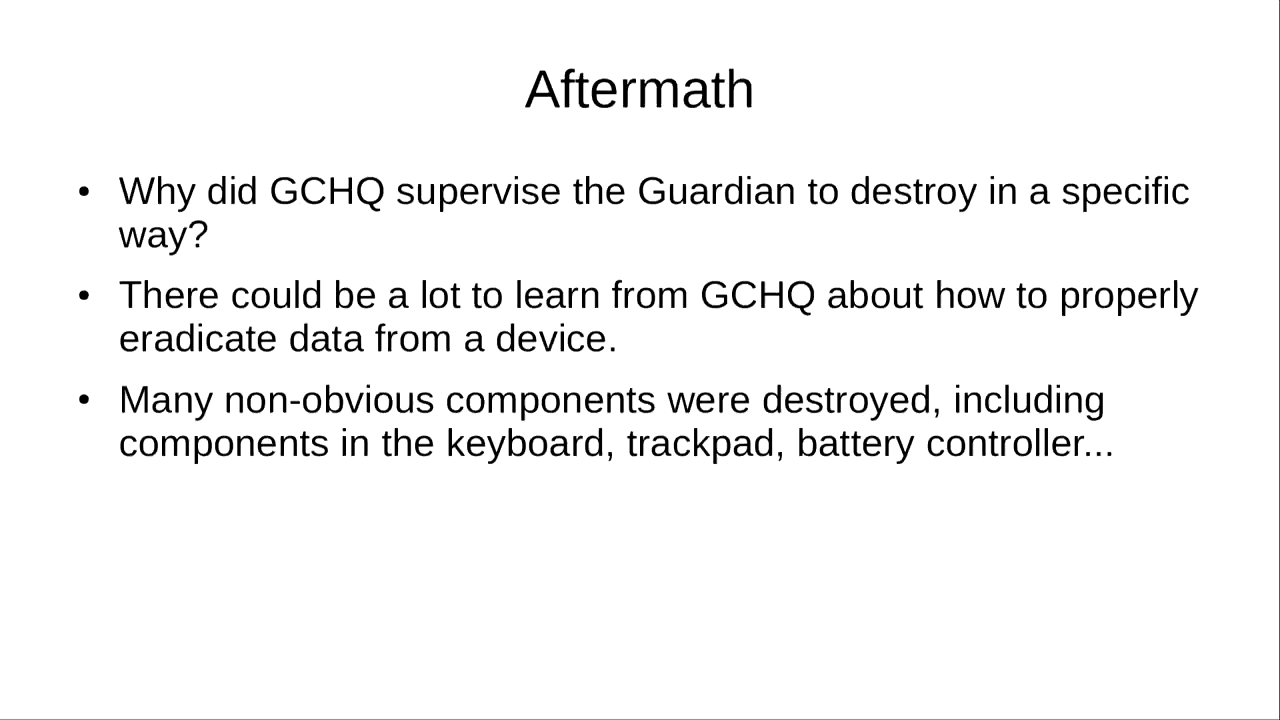 Aftermath
• Why did GCHQ supervise the Guardian to destroy in a specific
way?
• There could be a lot to learn from GCHQ about how to properly
eradicate data from a device.
• Many non-obvious components were destroyed, including
components in the keyboard, trackpad, battery controller...